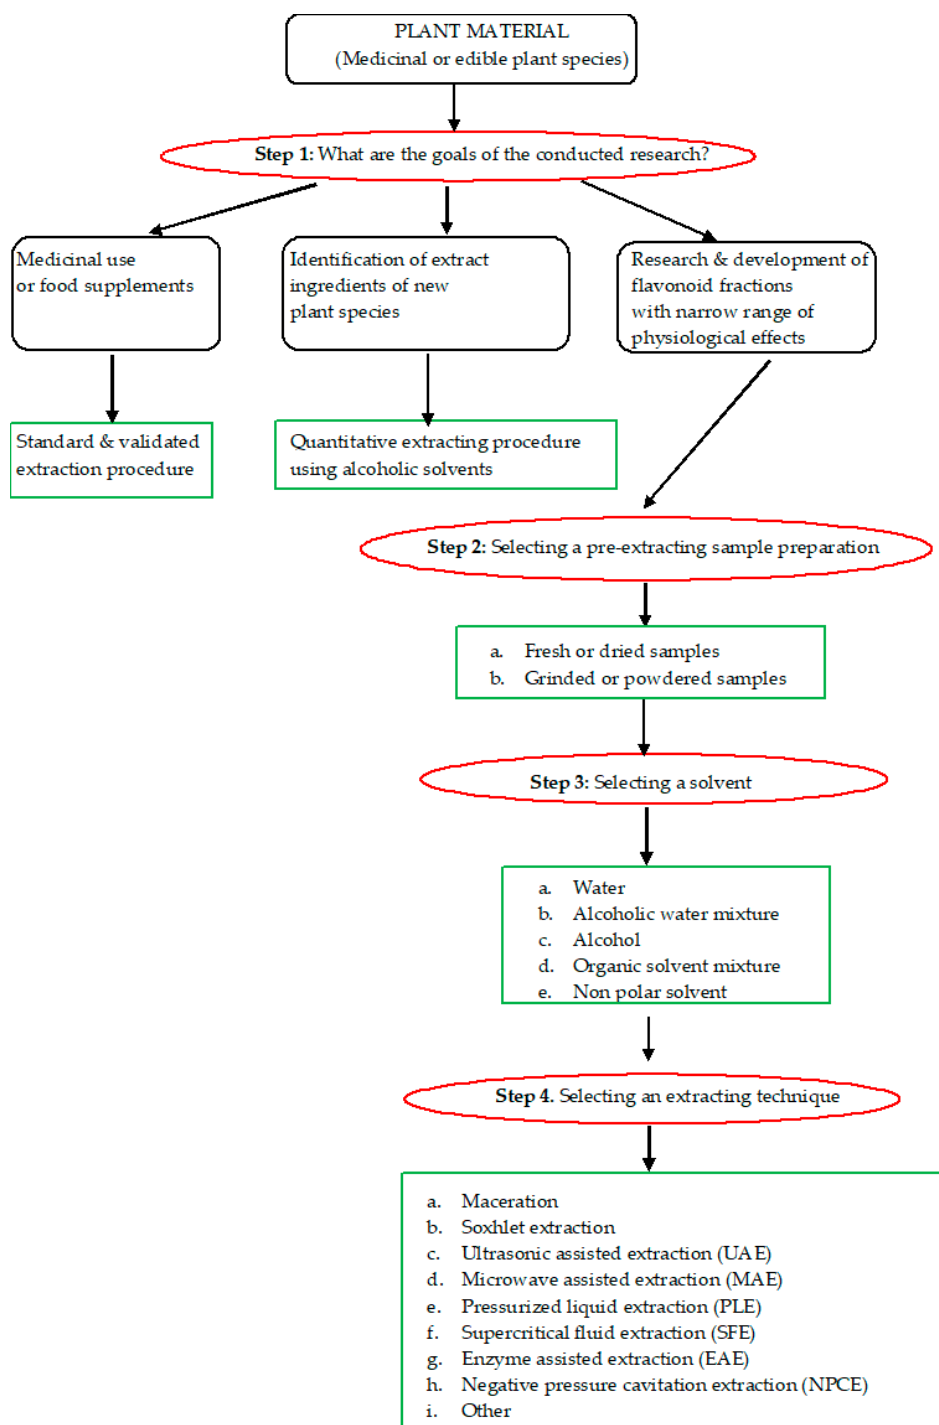 PLANT MATERIAL
(Medicinal or edible plant species)
Step 1: What are the goals of the conducted research?
Medicinal use
or food supplements
Identification of extract
ingredients of new
plant species
Research & development of
flavonoid fractions
with narrow range of
physiological effects
Standard & validated
extraction procedure
Quantitative extracting procedure
using alcoholic solvents
Step 2: Selecting a pre-extracting sample preparation
a. Fresh or dried samples
b. Grinded or powdered samples
Step 3: Selecting a solvent
a. Water
b. Alcoholic water mixture
c. Alcohol
d. Organic solvent mixture
e. Non polar solvent
Step 4. Selecting an extracting technique
a. Maceration
b. Soxhlet extraction
c. Ultrasonic assisted extraction (UAE)
d. Microwave assisted extraction (MAE)
e. Pressurized liquid extraction (PLE)
f. Supercritical fluid extraction (SFE)
g. Enzyme assisted extraction (EAE)
h. Negative pressure cavitation extraction (NPCE)
i. Other